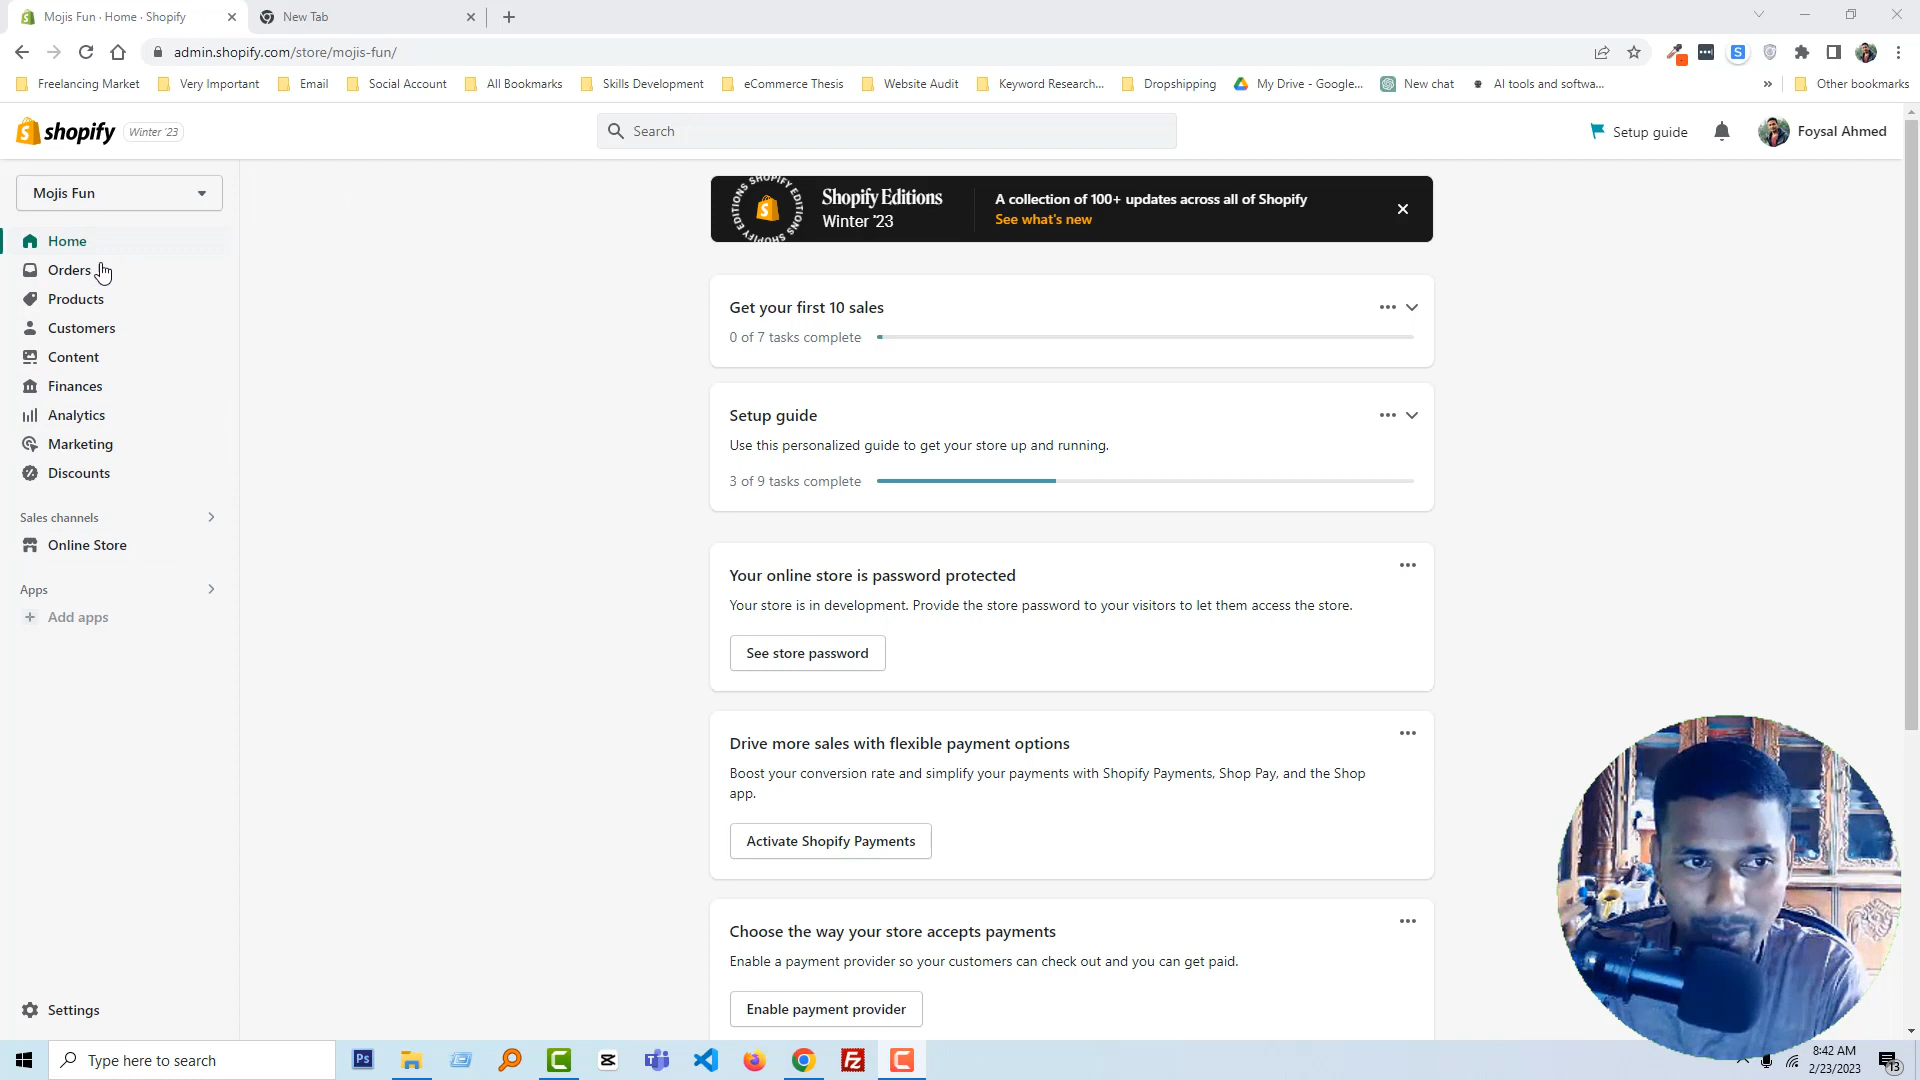 Mojis Fun · Home · Shopify
New Tab
admin.shopify.com/store/mojis-fun/
Freelancing Market
Very Important
Email
Social Account
All Bookmarks
Skills Development
eCommerce Thesis
Website Audit
Keyword Research...
Dropshipping
My Drive - Google...
New chat
AI tools and softwa...
»
Other bookmarks
shopify
Winter '23
Search
Setup guide
Foysal Ahmed
Mojis Fun
Home
Orders
Products
Customers
Content
Finances
Analytics
Marketing
Discounts
Sales channels
Online Store
Apps
Add apps
Settings
SHOPIFY EDITIONS
Shopify Editions
Winter '23
A collection of 100+ updates across all of Shopify
See what's new
Get your first 10 sales
0 of 7 tasks complete
Setup guide
Use this personalized guide to get your store up and running.
3 of 9 tasks complete
Your online store is password protected
Your store is in development. Provide the store password to your visitors to let them access the store.
See store password
Drive more sales with flexible payment options
Boost your conversion rate and simplify your payments with Shopify Payments, Shop Pay, and the Shop
app.
Activate Shopify Payments
Choose the way your store accepts payments
Enable a payment provider so your customers can check out and you can get paid.
Enable payment provider
Type here to search
Ps
8:42 AM
2/23/2023
13